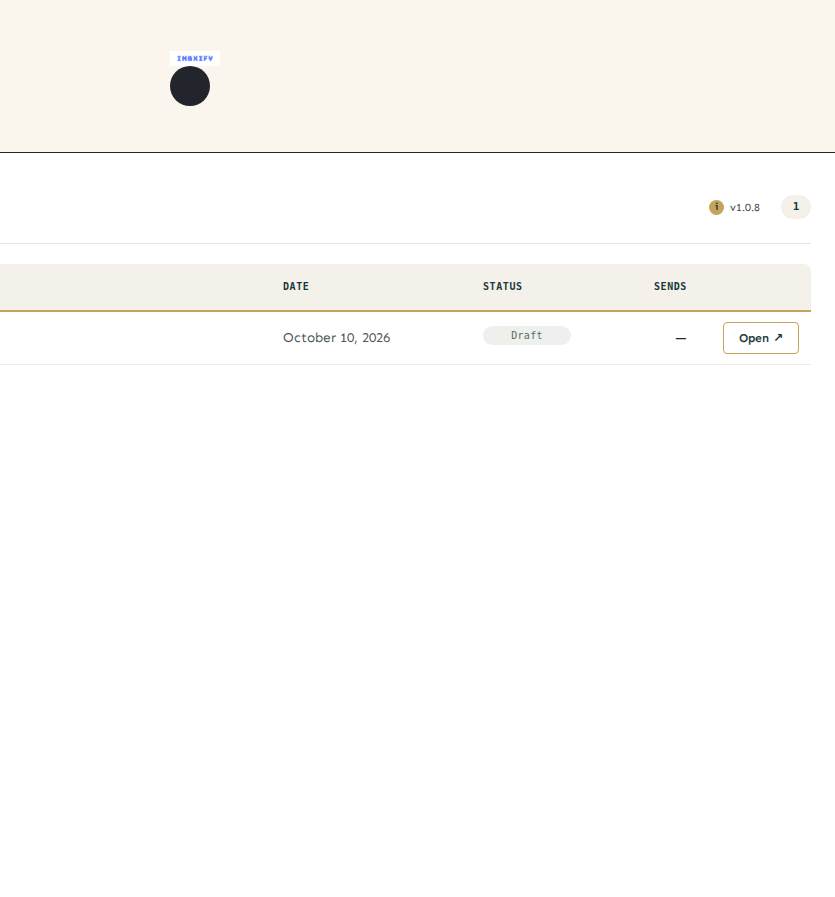 INBXIFY
i v1.0.8 1
DATE STATUS SENDS
October 10, 2026 Draft — Open ↗